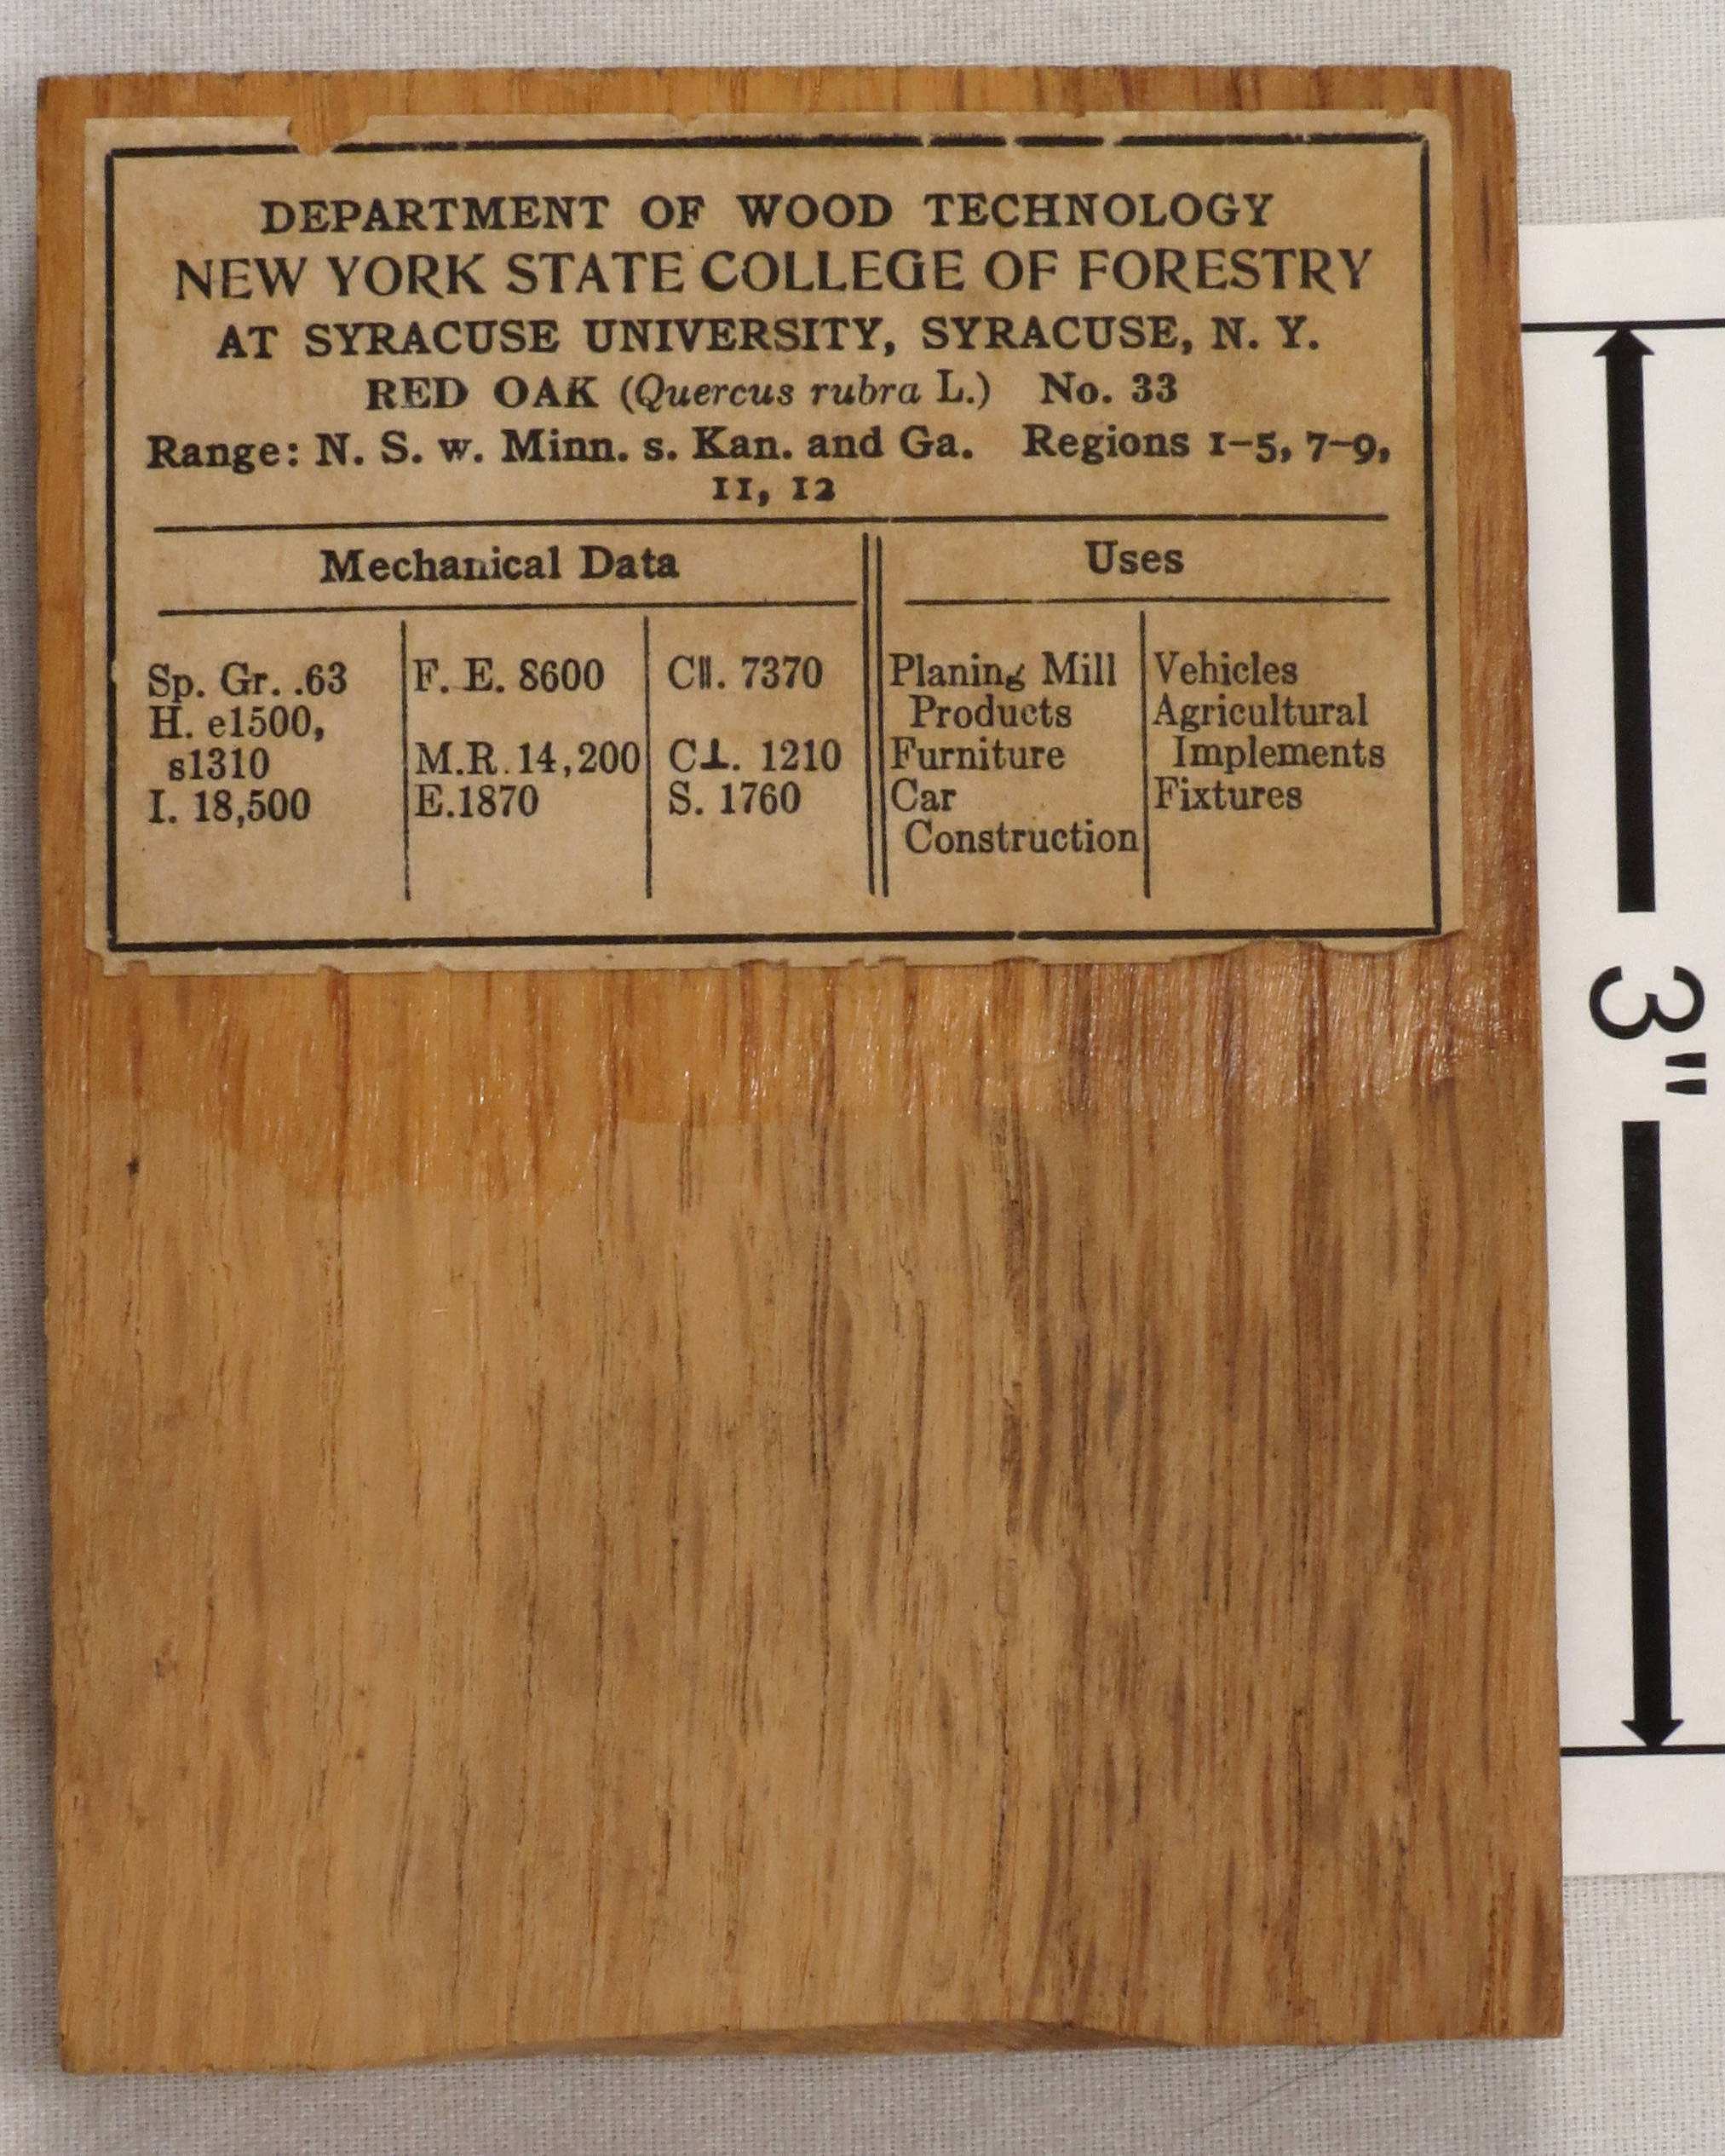 DEPARTMENT OF WOOD TECHNOLOGY
NEW YORK STATE COLLEGE OF FORESTRY
AT SYRACUSE UNIVERSITY, SYRACUSE, N. Y.
RED OAK (Quercus rubra L.) No. 33
Range: N. S. w. Minn. s. Kan. and Ga. Regions 1-5, 7-9,
11, 12
Mechanical Data
Sp. Gr. .63
H. e1500,
s1310
I. 18,500
F. E. 8600
M.R. 14,200
E.1870
C∥. 7370
C⊥. 1210
S. 1760
Uses
Planing Mill
Products
Furniture
Car
Construction
Vehicles
Agricultural
Implements
Fixtures
3"